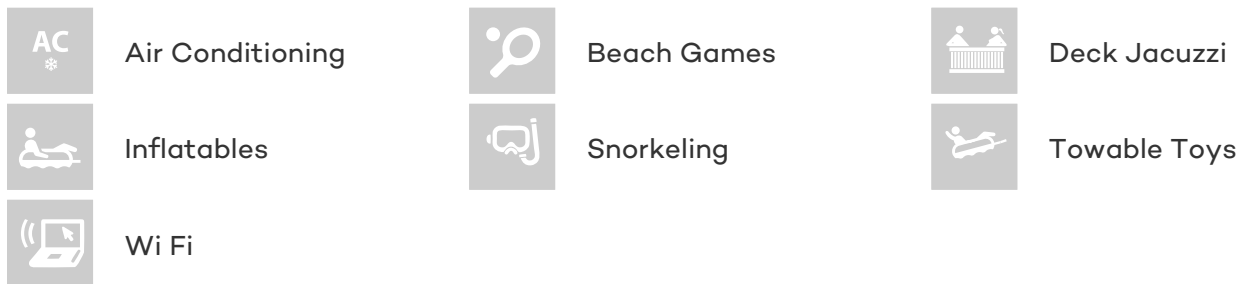 AC
Air Conditioning
Beach Games
Deck Jacuzzi
Inflatables
Snorkeling
Towable Toys
Wi Fi